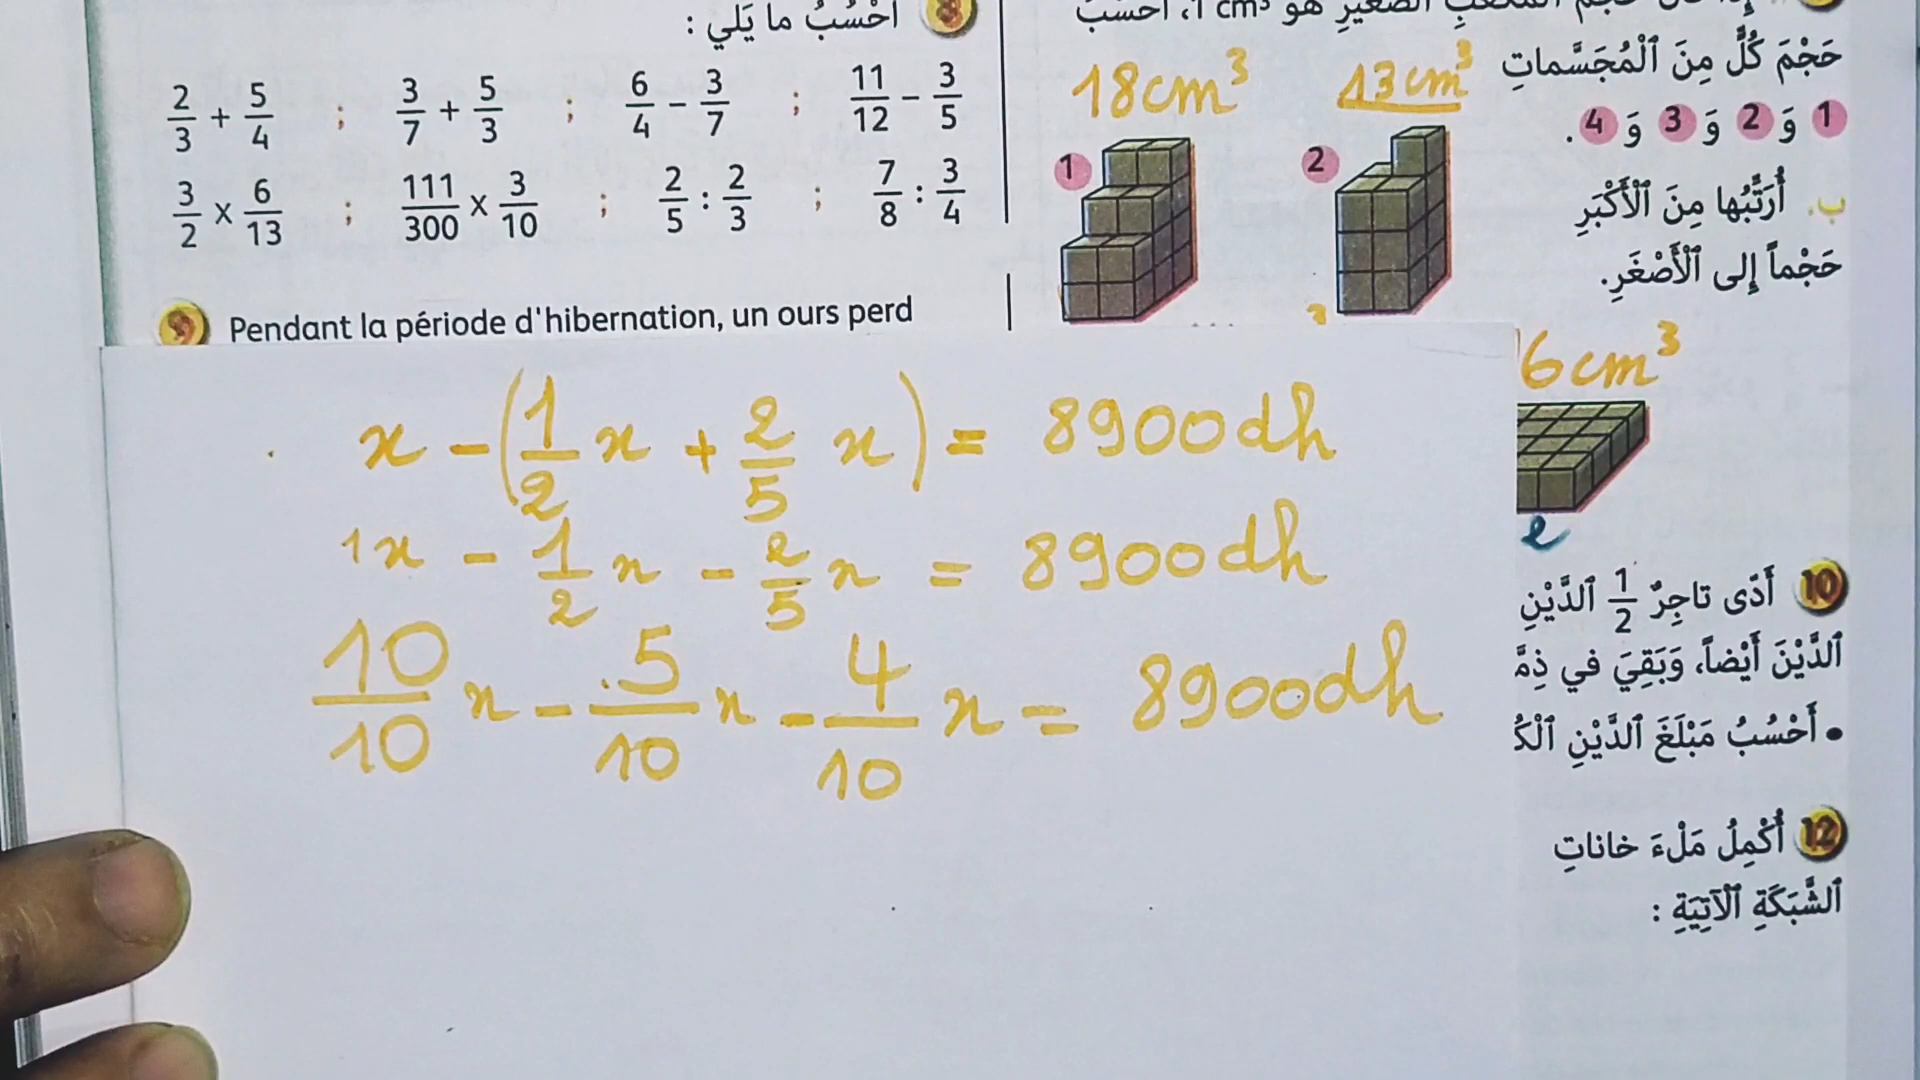 أَحْسُبُ ما يَلي :
2/3 + 5/4 ; 3/7 + 5/3 ; 6/4 - 3/7 ; 11/12 - 3/5
3/2 x 6/13 ; 111/300 x 3/10 ; 2/5 : 2/3 ; 7/8 : 3/4
9 Pendant la période d'hibernation, un ours perd
هو 1 cm³، أَحْسُبُ
حَجْمَ كُلٍّ مِنَ ٱلْمُجَسَّماتِ
1 وَ 2 وَ 3 وَ 4.
18cm³
13cm³
1
2
ب. أُرَتِّبُها مِنَ ٱلْأَكْبَرِ
حَجْماً إِلى ٱلْأَصْغَرِ.
6cm³
x - (1/2 x + 2/5 x) = 8900dh
1x - 1/2 x - 2/5 x = 8900dh
10/10 x - 5/10 x - 4/10 x = 8900dh
10 أَدّى تاجِرٌ 1/2 ٱلدَّيْنِ
ٱلدَّيْنَ أَيْضاً، وَبَقِيَ في
• أَحْسُبُ مَبْلَغَ ٱلدَّيْنِ
12 أُكْمِلُ مَلْءَ خاناتِ
ٱلشَّبَكَةِ ٱلْآتِيَةِ :